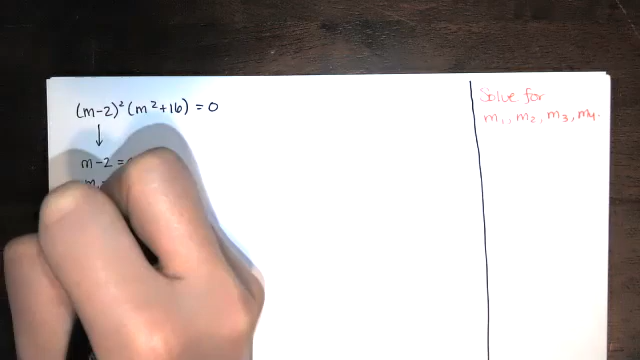 (m-2)² (m²+16) = 0
m-2 =
Solve for
m₁, m₂, m₃, m₄.